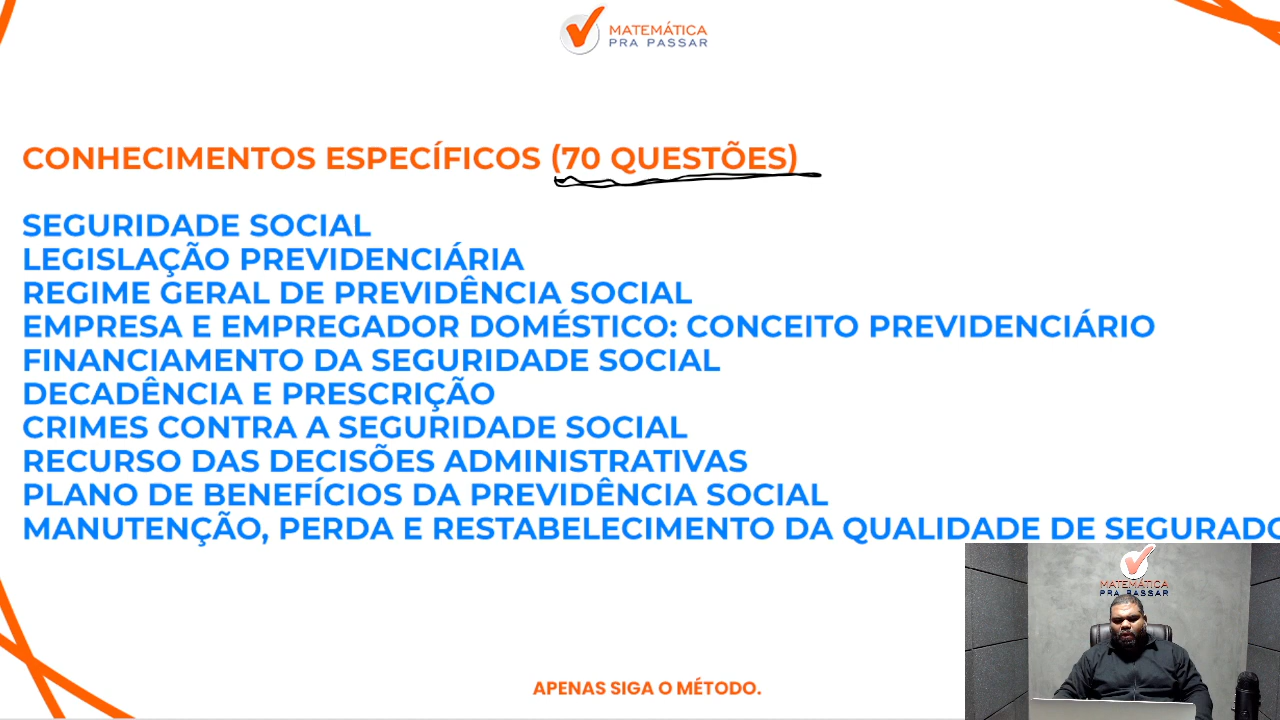 MATEMÁTICA
PRA PASSAR
CONHECIMENTOS ESPECÍFICOS (70 QUESTÕES)
SEGURIDADE SOCIAL
LEGISLAÇÃO PREVIDENCIÁRIA
REGIME GERAL DE PREVIDÊNCIA SOCIAL
EMPRESA E EMPREGADOR DOMÉSTICO: CONCEITO PREVIDENCIÁRIO
FINANCIAMENTO DA SEGURIDADE SOCIAL
DECADÊNCIA E PRESCRIÇÃO
CRIMES CONTRA A SEGURIDADE SOCIAL
RECURSO DAS DECISÕES ADMINISTRATIVAS
PLANO DE BENEFÍCIOS DA PREVIDÊNCIA SOCIAL
MANUTENÇÃO, PERDA E RESTABELECIMENTO DA QUALIDADE DE SEGURADO
MATEMÁTICA
PRA PASSAR
APENAS SIGA O MÉTODO.